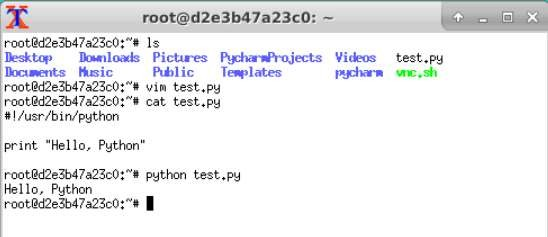 root@d2e3b47a23c0: ~
root@d2e3b47a23c0:~# ls
Desktop Downloads Pictures PycharmProjects Videos test.py
Documents Music Public Templates pycharm vnc.sh
root@d2e3b47a23c0:~# vim test.py
root@d2e3b47a23c0:~# cat test.py
#!/usr/bin/python
print "Hello, Python"
root@d2e3b47a23c0:~# python test.py
Hello, Python
root@d2e3b47a23c0:~#